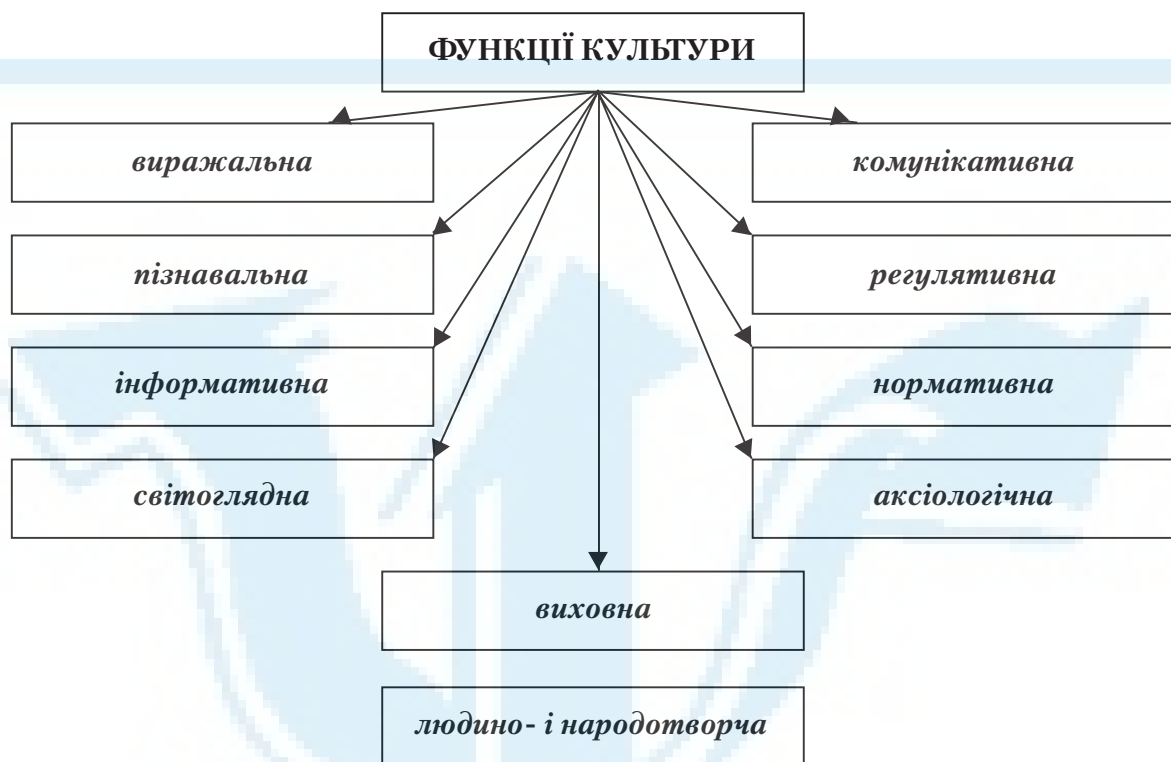 ФУНКЦІЇ КУЛЬТУРИ
виражальна
комунікативна
пізнавальна
регулятивна
інформативна
нормативна
світоглядна
аксіологічна
виховна
людино- і народотворча